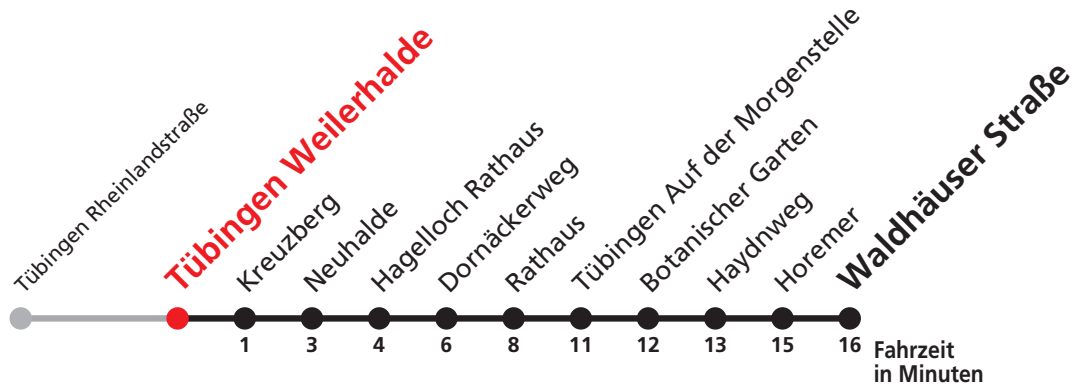 Tübingen Rheinlandstraße
Tübingen Weilerhalde
Kreuzberg
Neuhalde
Hagelloch Rathaus
Dornäckerweg
Rathaus
Tübingen Auf der Morgenstelle
Botanischer Garten
Haydnweg
Horemer
Waldhäuser Straße
1 3 4 6 8 11 12 13 15 16
Fahrzeit
in Minuten